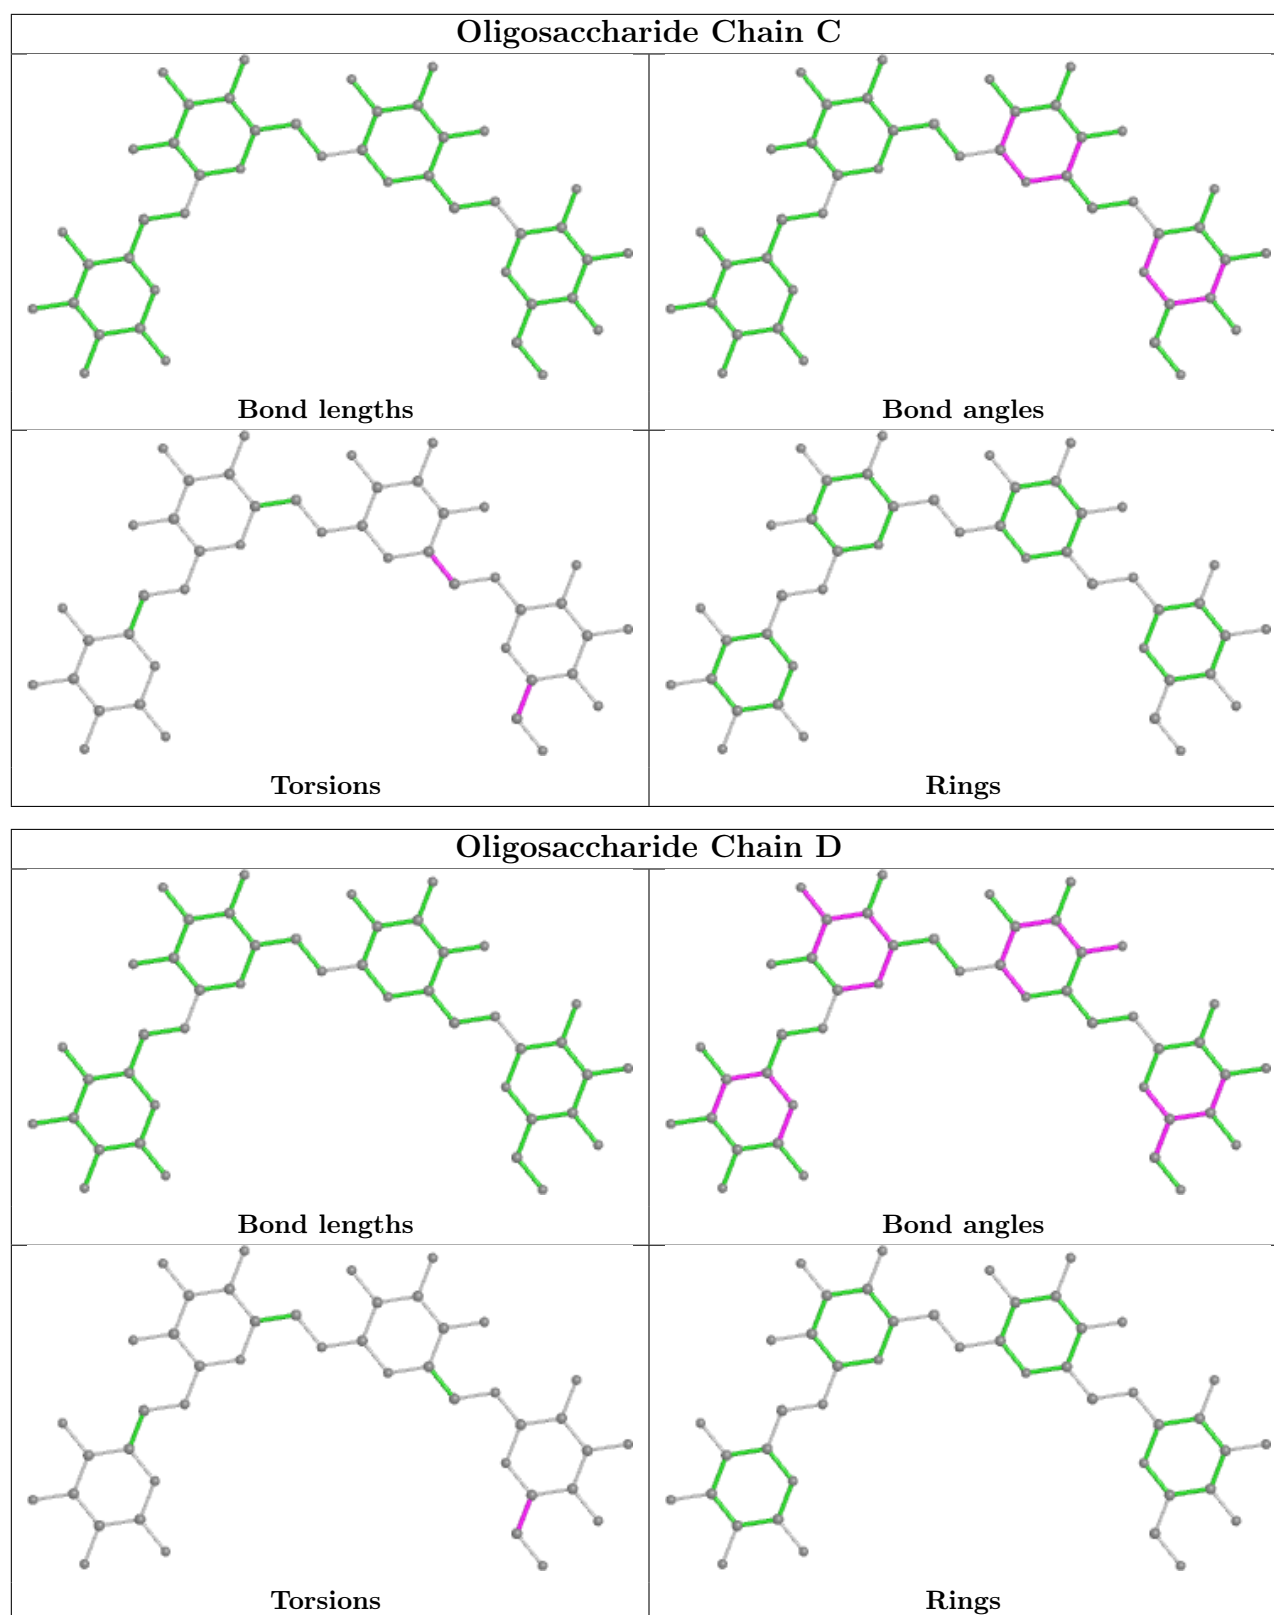 Oligosaccharide Chain C
Bond lengths
Bond angles
Torsions
Rings
Oligosaccharide Chain D
Bond lengths
Bond angles
Torsions
Rings